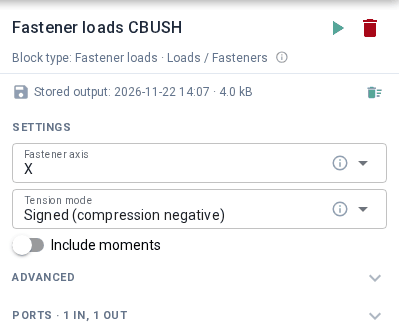 Fastener loads CBUSH
Block type: Fastener loads · Loads / Fasteners
Stored output: 2026-11-22 14:07 · 4.0 kB
SETTINGS
Fastener axis
X
Tension mode
Signed (compression negative)
Include moments
ADVANCED
PORTS · 1 IN, 1 OUT